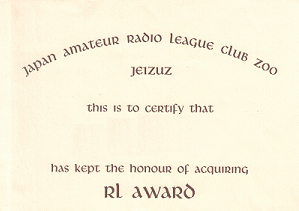 Japan Amateur Radio League Club Zoo
JEIZUZ
This is to certify that
has kept the honour of acquiring
RL AWARD